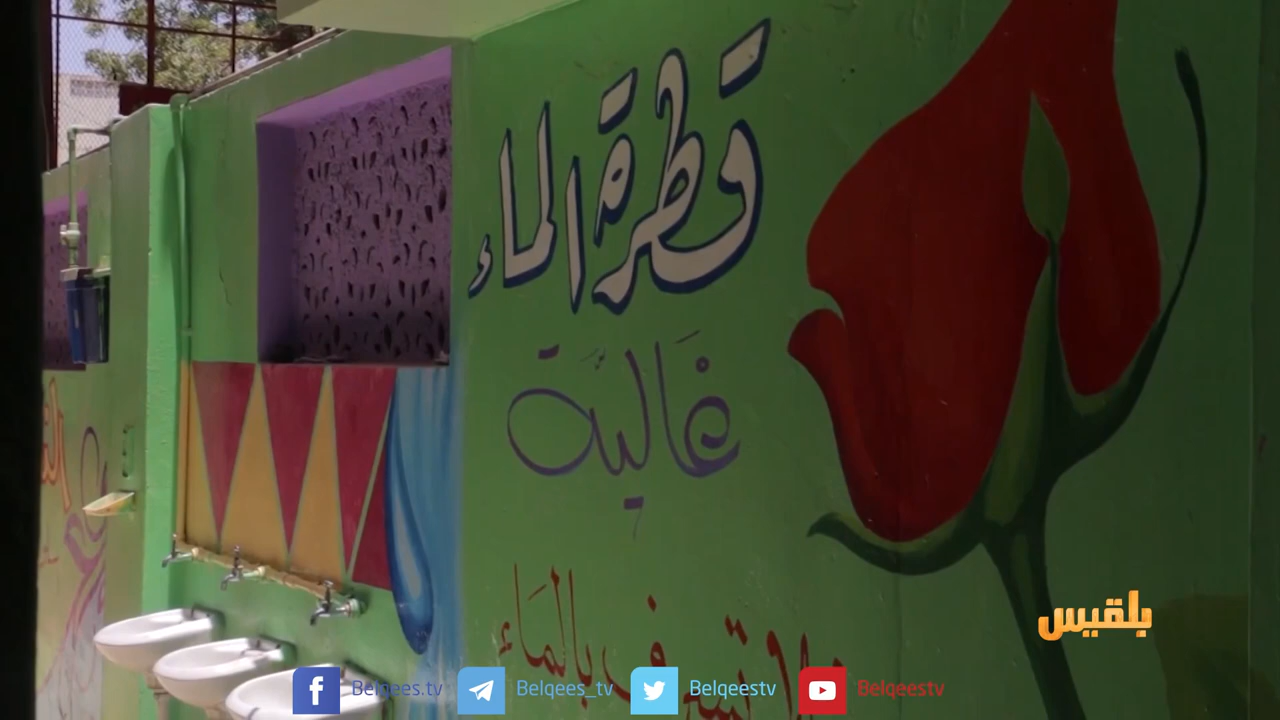 قطرة الماء
غالية
بالماء
بلقيس
Belqees.tv
Belqees_tv
Belqeestv
Belqeestv